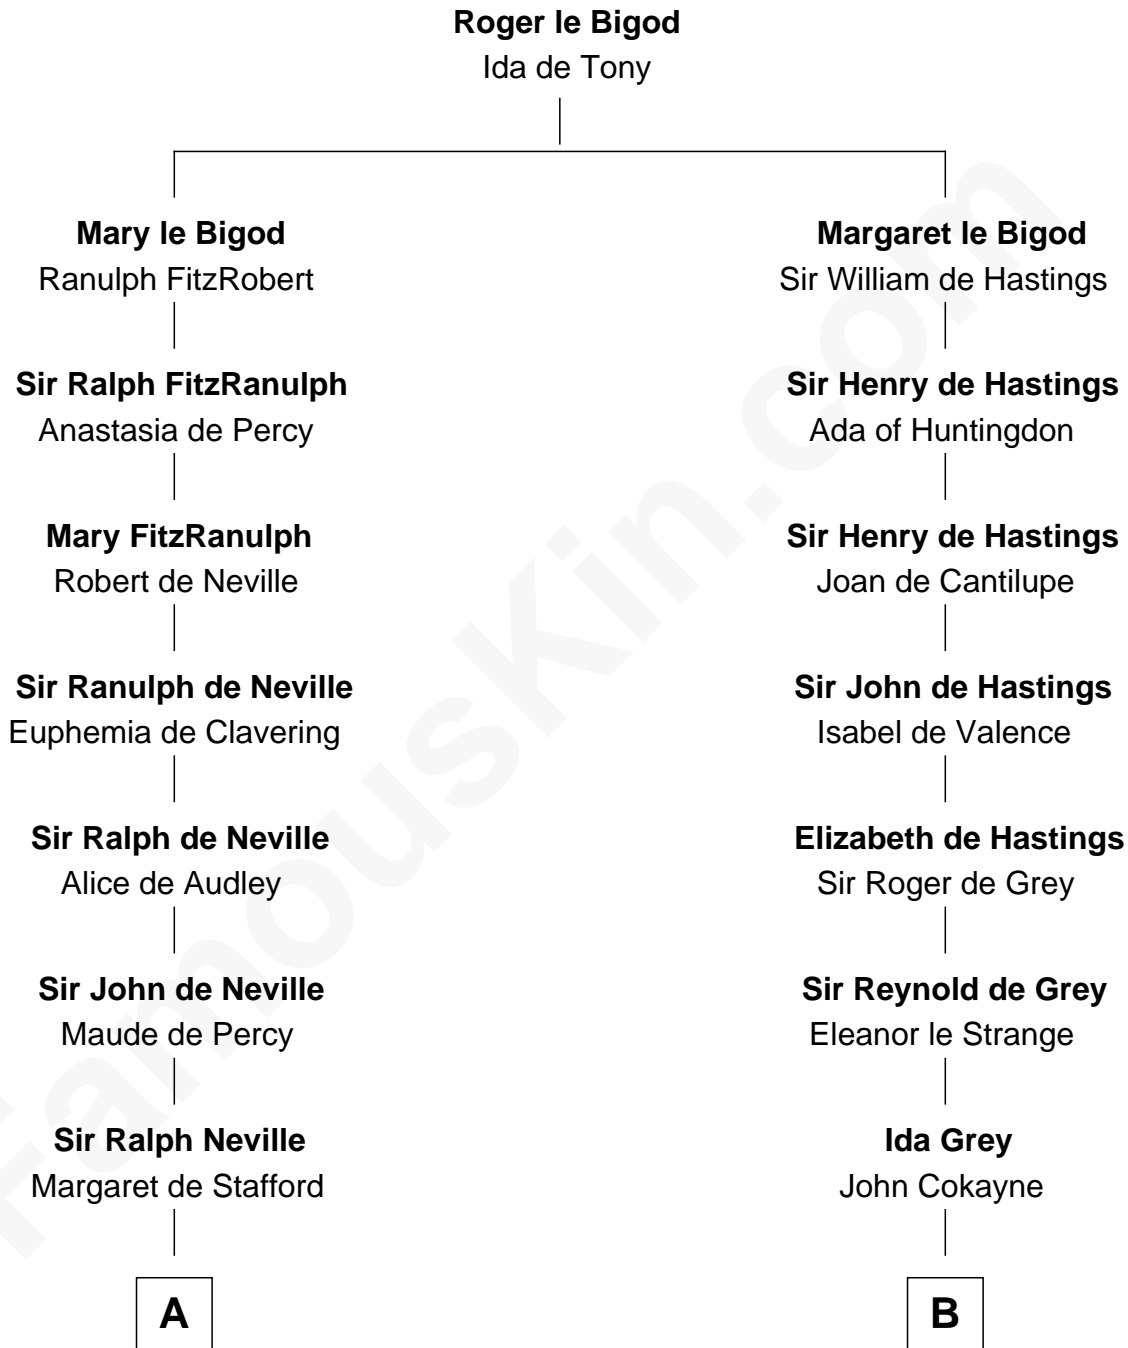 Roger le Bigod
Ida de Tony
Mary le Bigod
Ranulph FitzRobert
Margaret le Bigod
Sir William de Hastings
Sir Ralph FitzRanulph
Anastasia de Percy
Sir Henry de Hastings
Ada of Huntingdon
Mary FitzRanulph
Robert de Neville
Sir Henry de Hastings
Joan de Cantilupe
Sir Ranulph de Neville
Euphemia de Clavering
Sir John de Hastings
Isabel de Valence
Sir Ralph de Neville
Alice de Audley
Elizabeth de Hastings
Sir Roger de Grey
Sir John de Neville
Maude de Percy
Sir Reynold de Grey
Eleanor le Strange
Sir Ralph Neville
Margaret de Stafford
Ida Grey
John Cokayne
A
B
FamousKin.com